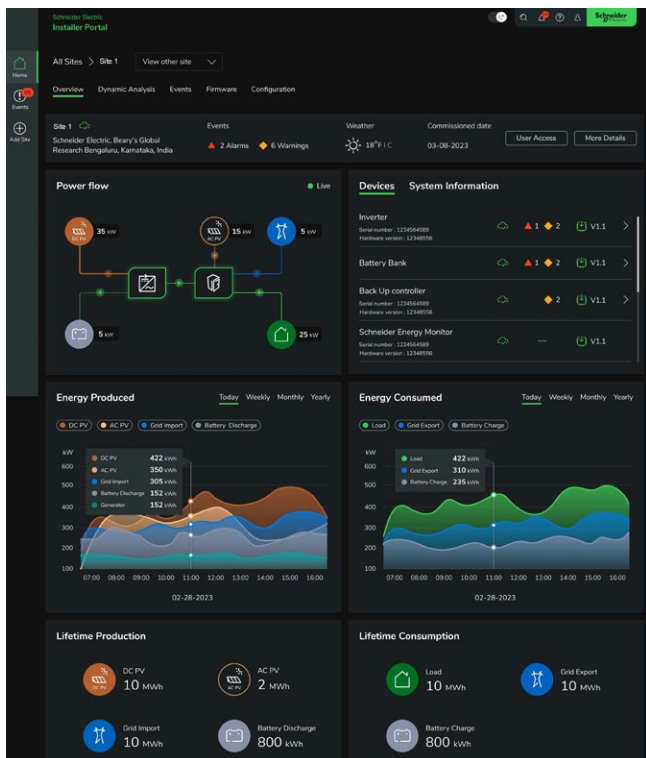 Schneider Electric
Installer Portal
Schneider
Home
Events
Add Site
All Sites > Site 1 View other site
Overview Dynamic Analysis Events Firmware Configuration
Site 1
Schneider Electric, Beary's Global
Research Bengaluru, Karnataka, India
Events
2 Alarms 6 Warnings
Weather
18°F | C
Commissioned date
03-08-2023
User Access More Details
Power flow
Live
DC PV
35 kW
AC PV
15 kW
5 kW
5 kW
25 kW
Devices System Information
Inverter
Serial number : 1234564589
Hardware version : 12348556
1 2 V1.1
Battery Bank
1 2 V1.1
Back Up controller
Serial number : 1234564589
Hardware version : 12348556
2 V1.1
Schneider Energy Monitor
Serial number : 1234564589
Hardware version : 12348556
--- V1.1
Energy Produced
Today Weekly Monthly Yearly
DC PV AC PV Grid Import Battery Discharge
kW
600
500
400
300
200
100
DC PV 422 kWh
AC PV 350 kWh
Grid Import 305 kWh
Battery Discharge 152 kWh
Generator 152 kWh
07:00 08:00 09:00 10:00 11:00 12:00 13:00 14:00 15:00 16:00
02-28-2023
Energy Consumed
Today Weekly Monthly Yearly
Load Grid Export Battery Charge
kW
600
500
400
300
200
100
Load 422 kWh
Grid Export 310 kWh
Battery Charge 235 kWh
07:00 08:00 09:00 10:00 11:00 12:00 13:00 14:00 15:00 16:00
02-28-2023
Lifetime Production
DC PV
DC PV
10 MWh
AC PV
AC PV
2 MWh
Grid Import
10 MWh
Battery Discharge
800 kWh
Lifetime Consumption
Load
10 MWh
Grid Export
10 MWh
Battery Charge
800 kWh